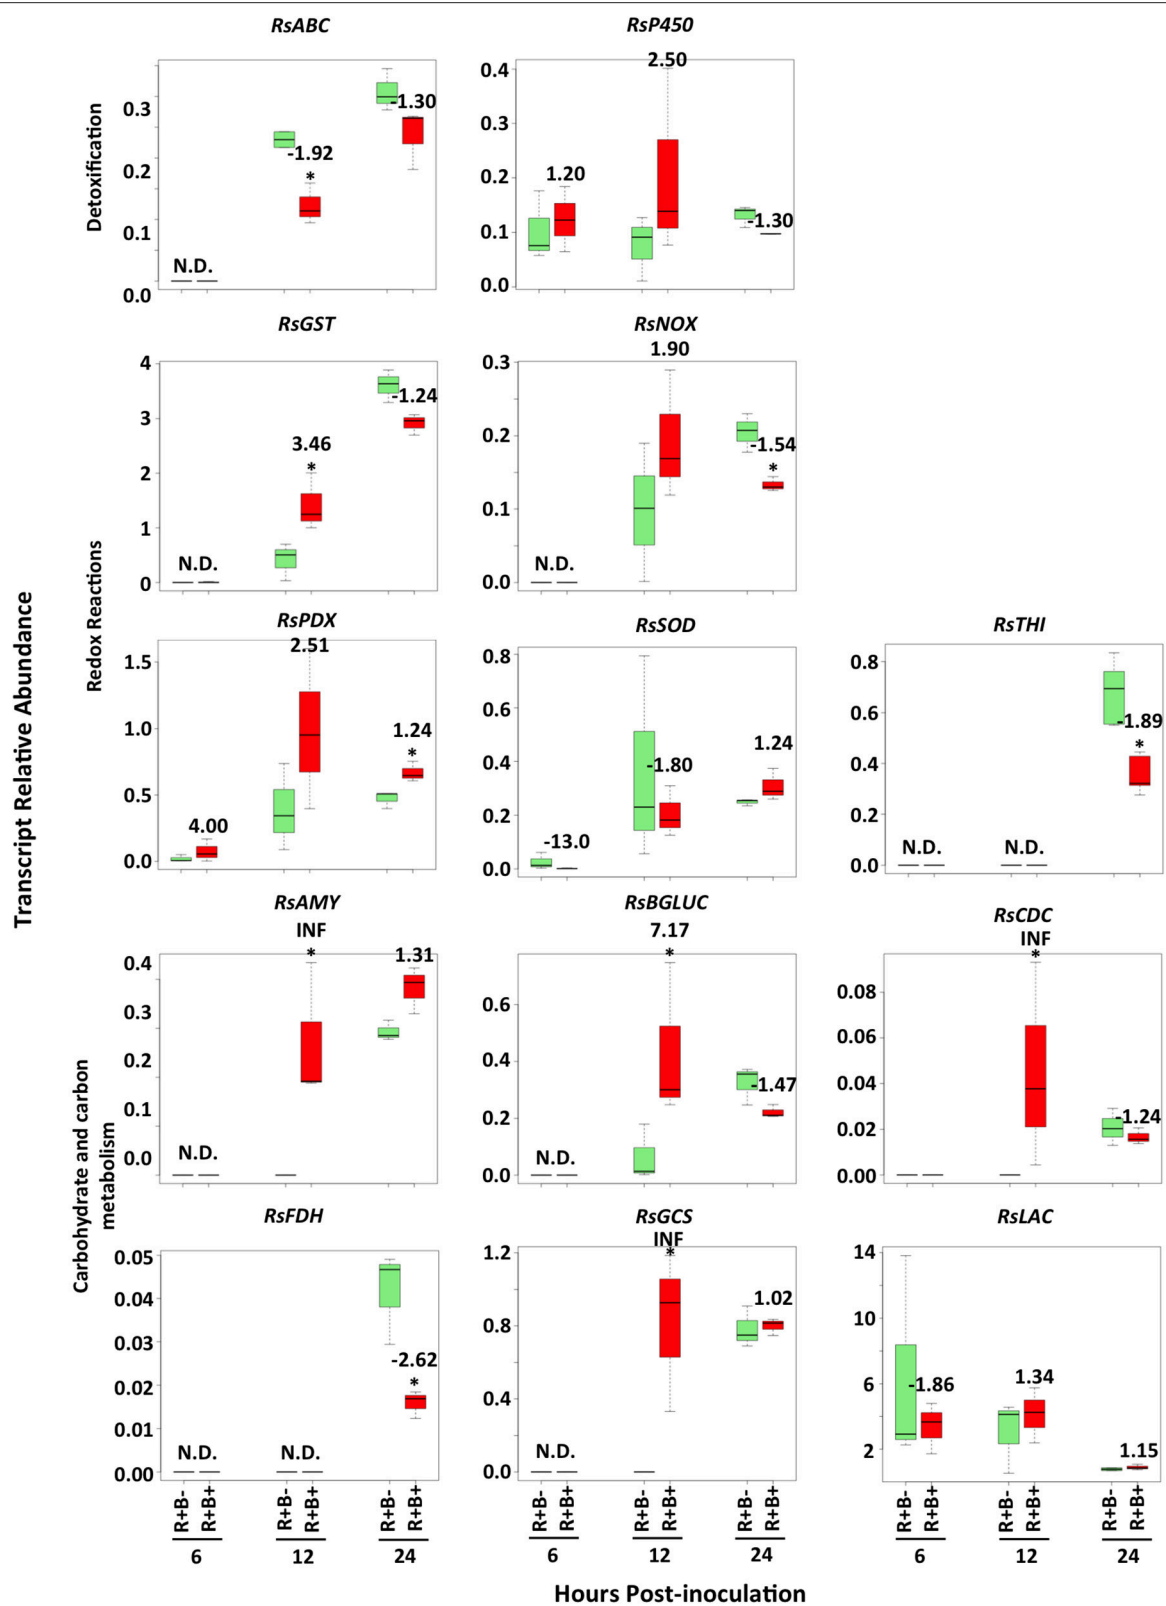 RsABC
RsP450
Detoxification
0.3
0.2
0.1
0.0
N.D.
-1.92
*
-1.30
0.4
0.3
0.2
0.1
0.0
1.20
2.50
-1.30
RsGST
RsNOX
Transcript Relative Abundance
Redox Reactions
4
3
2
1
0
N.D.
3.46
*
-1.24
0.3
0.2
0.1
0.0
N.D.
1.90
-1.54
*
RsPDX
RsSOD
RsTHI
1.5
1.0
0.5
0.0
4.00
2.51
1.24
*
0.8
0.6
0.4
0.2
0.0
-13.0
-1.80
1.24
0.8
0.6
0.4
0.2
0.0
N.D.
N.D.
-1.89
*
RsAMY
RsBGLUC
RsCDC
Carbohydrate and carbon
metabolism
0.4
0.3
0.2
0.1
0.0
N.D.
INF
*
1.31
0.6
0.4
0.2
0.0
N.D.
7.17
*
-1.47
0.08
0.06
0.04
0.02
0.00
INF
*
-1.24
RsFDH
RsGCS
RsLAC
0.05
0.04
0.03
0.02
0.01
0.00
N.D.
N.D.
-2.62
*
1.2
0.8
0.4
0.0
N.D.
INF
*
1.02
14
10
6
2
-1.86
1.34
1.15
R+B- R+B+ R+B- R+B+ R+B- R+B+
6 12 24
R+B- R+B+ R+B- R+B+ R+B- R+B+
6 12 24
R+B- R+B+ R+B- R+B+ R+B- R+B+
6 12 24
Hours Post-inoculation